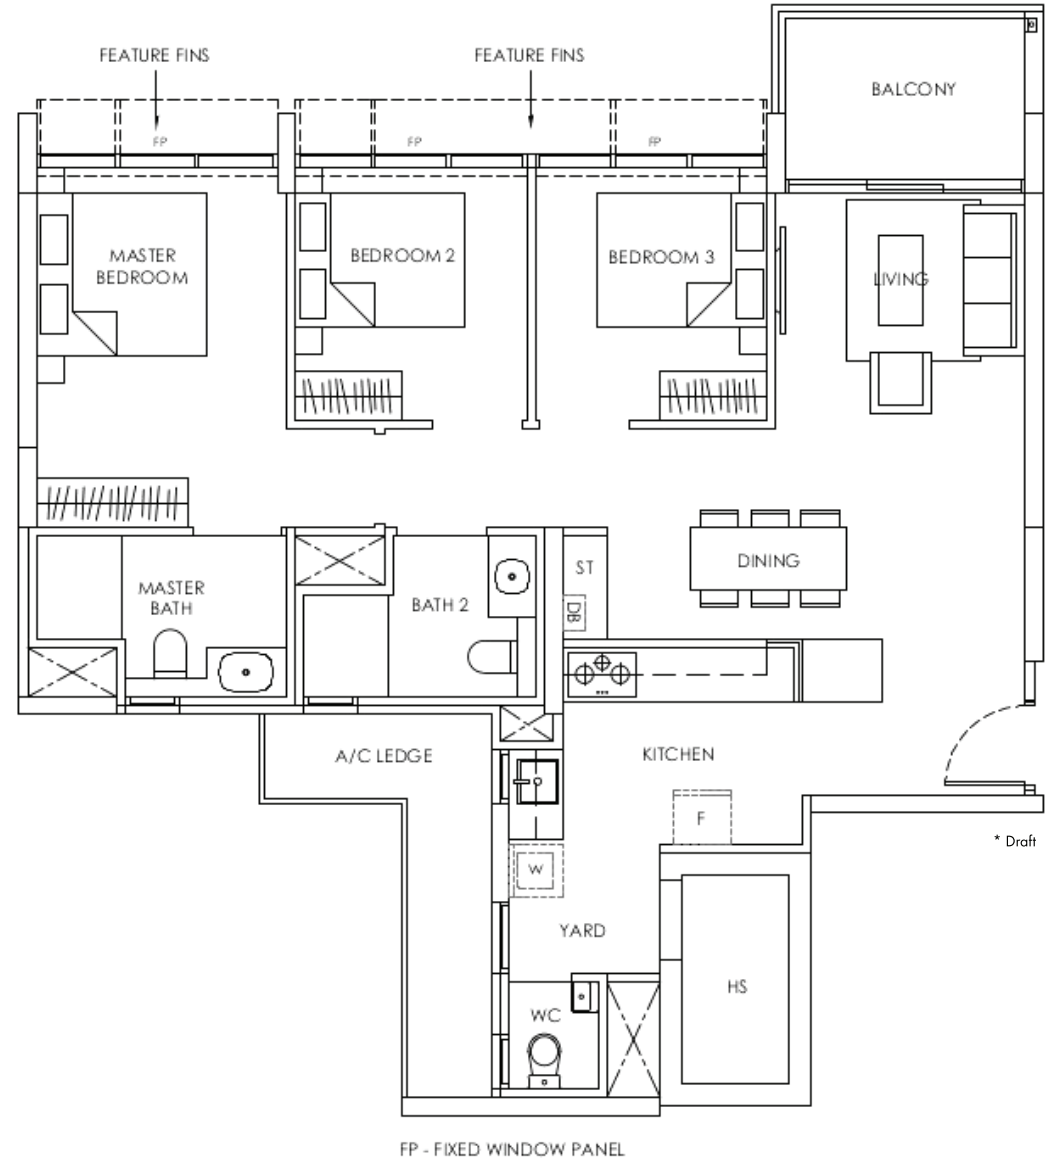 FEATURE FINS
FEATURE FINS
BALCONY
FP
FP
FP
MASTER
BEDROOM
BEDROOM 2
BEDROOM 3
LIVING
DINING
ST
DB
MASTER
BATH
BATH 2
A/C LEDGE
KITCHEN
F
* Draft
W
YARD
HS
WC
FP - FIXED WINDOW PANEL